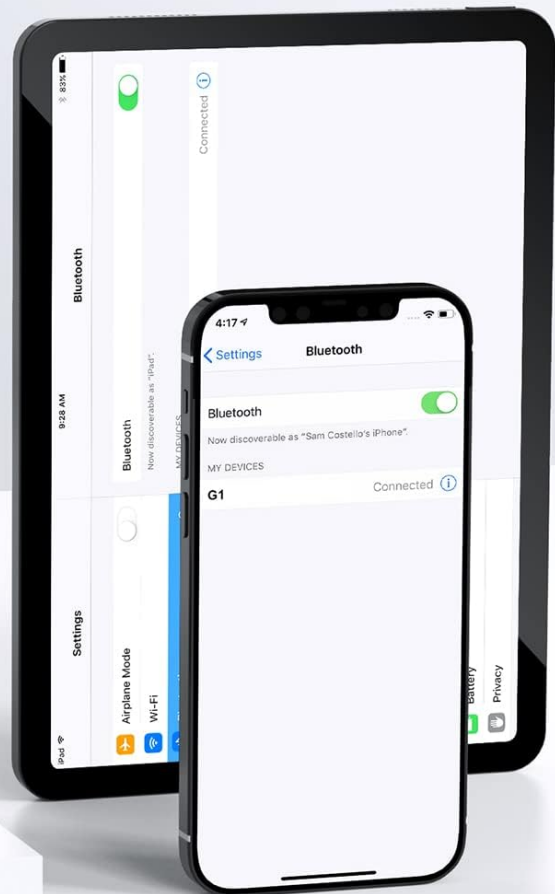 iPad
9:28 AM
83%
Settings
Bluetooth
Airplane Mode
Wi-Fi
Battery
Privacy
Bluetooth
Now discoverable as "iPad".
MY DEVICES
Connected
4:17
Settings
Bluetooth
Bluetooth
Now discoverable as "Sam Costello's iPhone".
MY DEVICES
G1
Connected